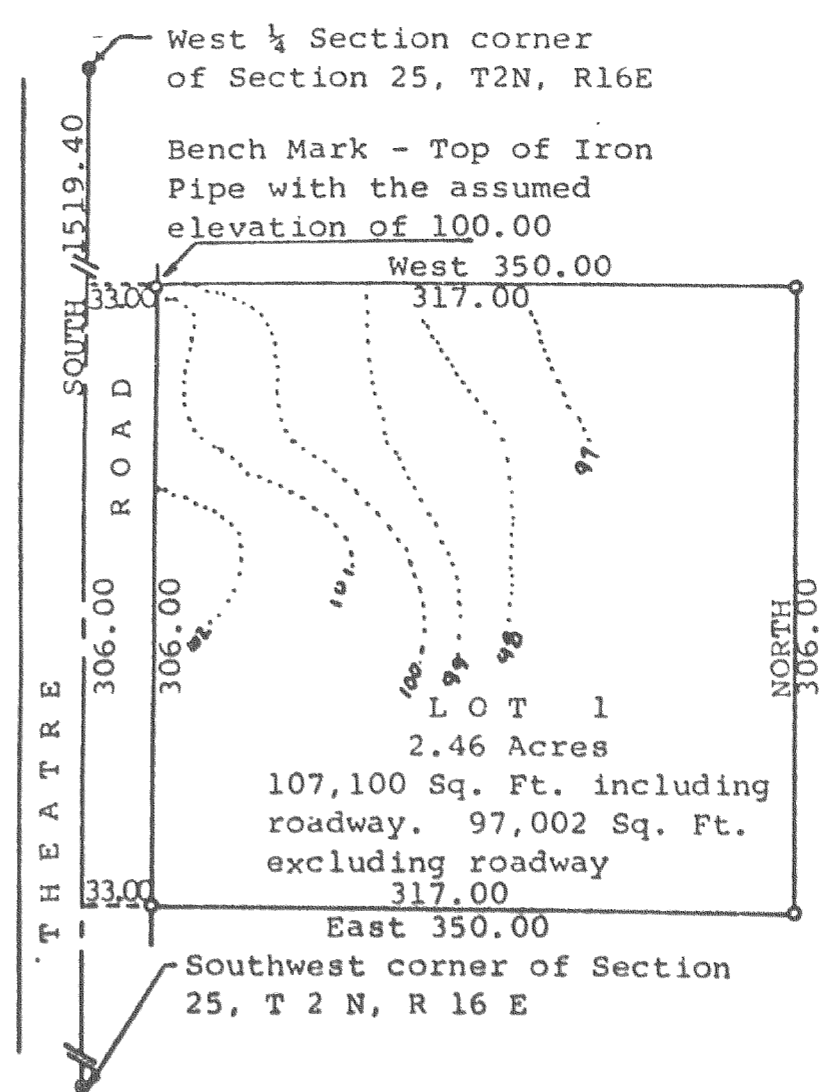 West ¼ Section corner
of Section 25, T2N, R16E
SOUTH 1519.40
Bench Mark - Top of Iron
Pipe with the assumed
elevation of 100.00
West 350.00
33.00
317.00
THEATRE ROAD
306.00
306.00
102
101
100
99
98
97
NORTH
306.00
LOT 1
2.46 Acres
107,100 Sq. Ft. including
roadway. 97,002 Sq. Ft.
excluding roadway
33.00
317.00
East 350.00
Southwest corner of Section
25, T 2 N, R 16 E